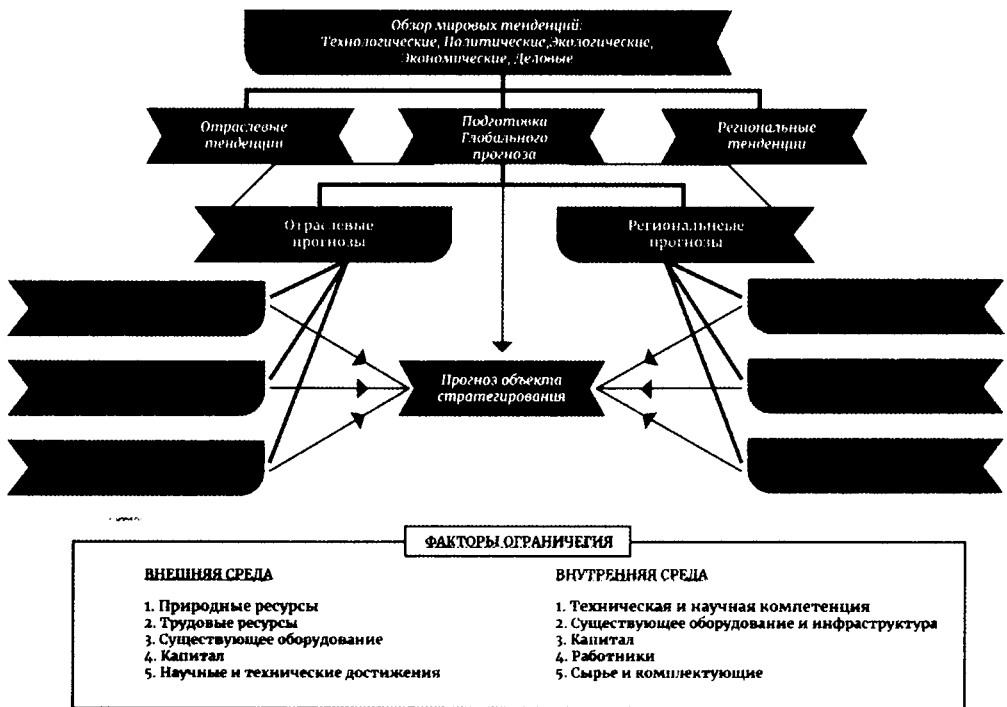 Обзор мировых тенденций:
Технологические, Политические,Экологические,
Экономические, Деловые
Отраслевые
тенденции
Подготовка
Глобального
прогноза
Региональные
тенденции
Отраслевые
прогнозы
Региональнеые
прогнозы
Прогноз объекта
стратегирования
ФАКТОРЫ ОГРАНИЧЕГИЯ
ВНЕШНЯЯ СРЕДА
1. Природные ресурсы
2. Трудовые ресурсы
3. Существующее оборудование
4. Капитал
5. Научные и технические достижения
ВНУТРЕННЯЯ СРЕДА
1. Техническая и научная компетенция
2. Существующее оборудование и инфраструктура
3. Капитал
4. Работники
5. Сырье и комплектующие